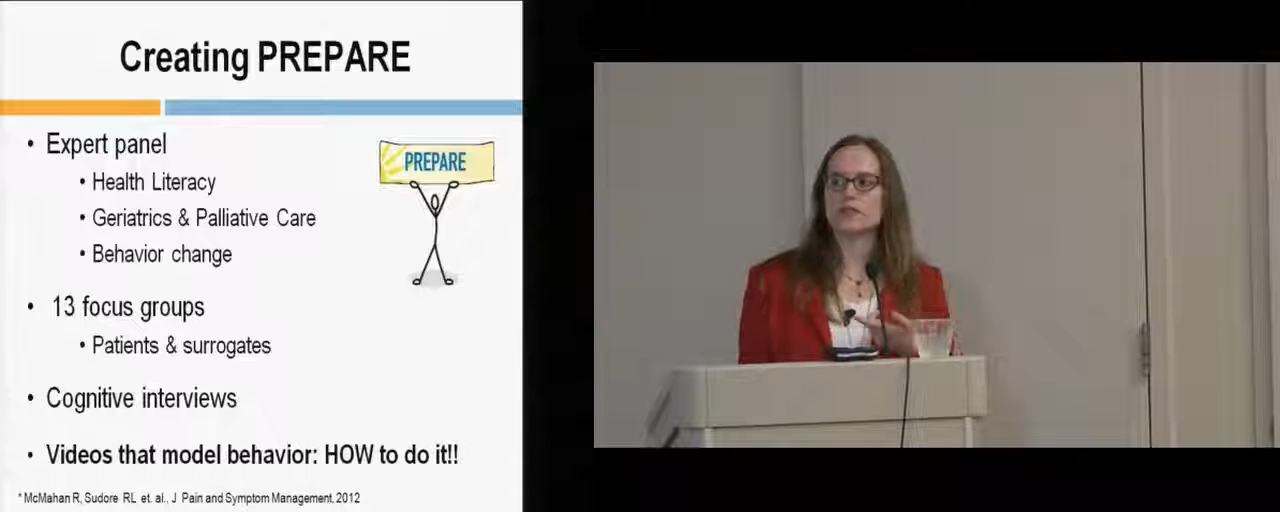 Creating PREPARE
• Expert panel
PREPARE
• Health Literacy
• Geriatrics & Palliative Care
• Behavior change
• 13 focus groups
• Patients & surrogates
• Cognitive interviews
• Videos that model behavior: HOW to do it!!
* McMahan R, Sudore RL et. al., J Pain and Symptom Management, 2012